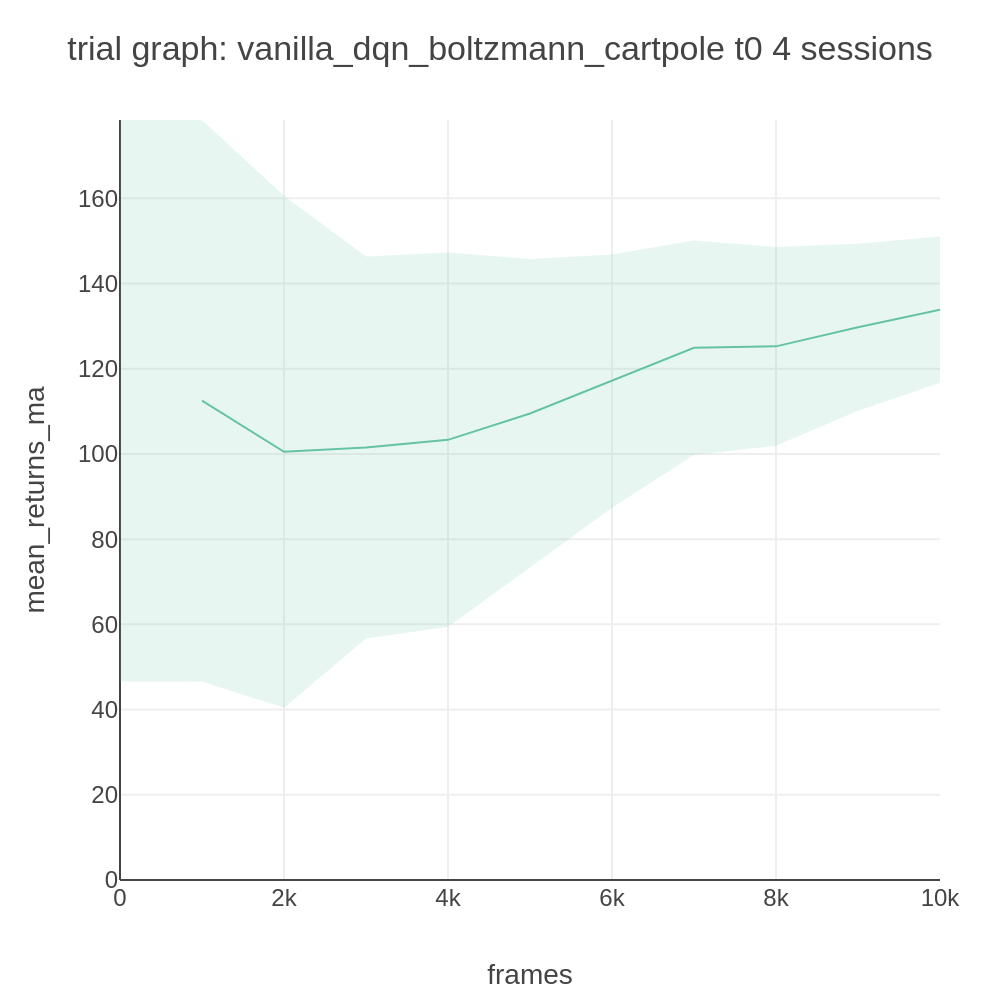 trial graph: vanilla_dqn_boltzmann_cartpole t0 4 sessions
160
140
120
100
80
60
40
20
0
mean_returns_ma
0 2k 4k 6k 8k 10k
frames